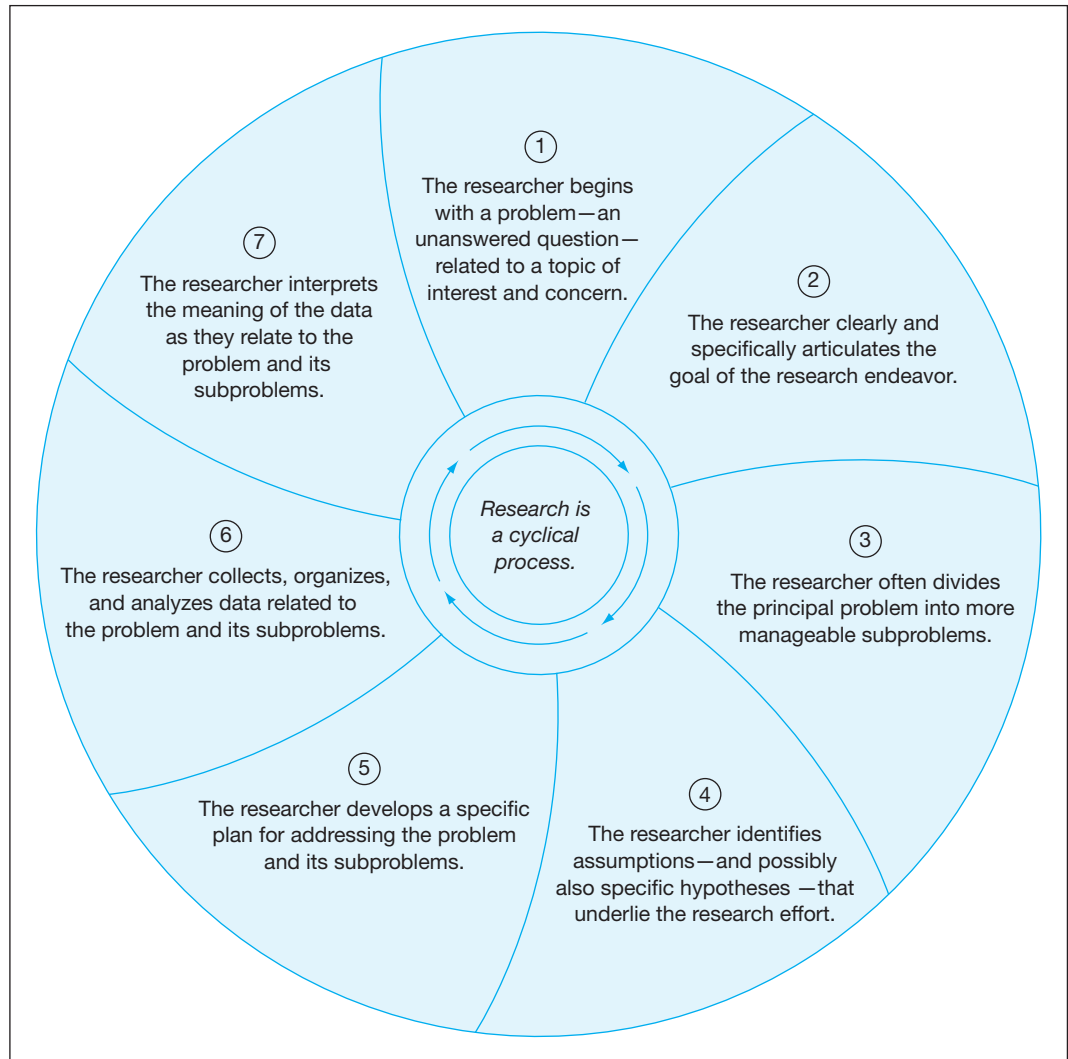 1
The researcher begins
with a problem—an
unanswered question—
related to a topic of
interest and concern.
2
The researcher clearly and
specifically articulates the
goal of the research endeavor.
3
The researcher often divides
the principal problem into more
manageable subproblems.
4
The researcher identifies
assumptions—and possibly
also specific hypotheses —that
underlie the research effort.
5
The researcher develops a specific
plan for addressing the problem
and its subproblems.
6
The researcher collects, organizes,
and analyzes data related to
the problem and its subproblems.
7
The researcher interprets
the meaning of the data
as they relate to the
problem and its
subproblems.
Research is
a cyclical
process.